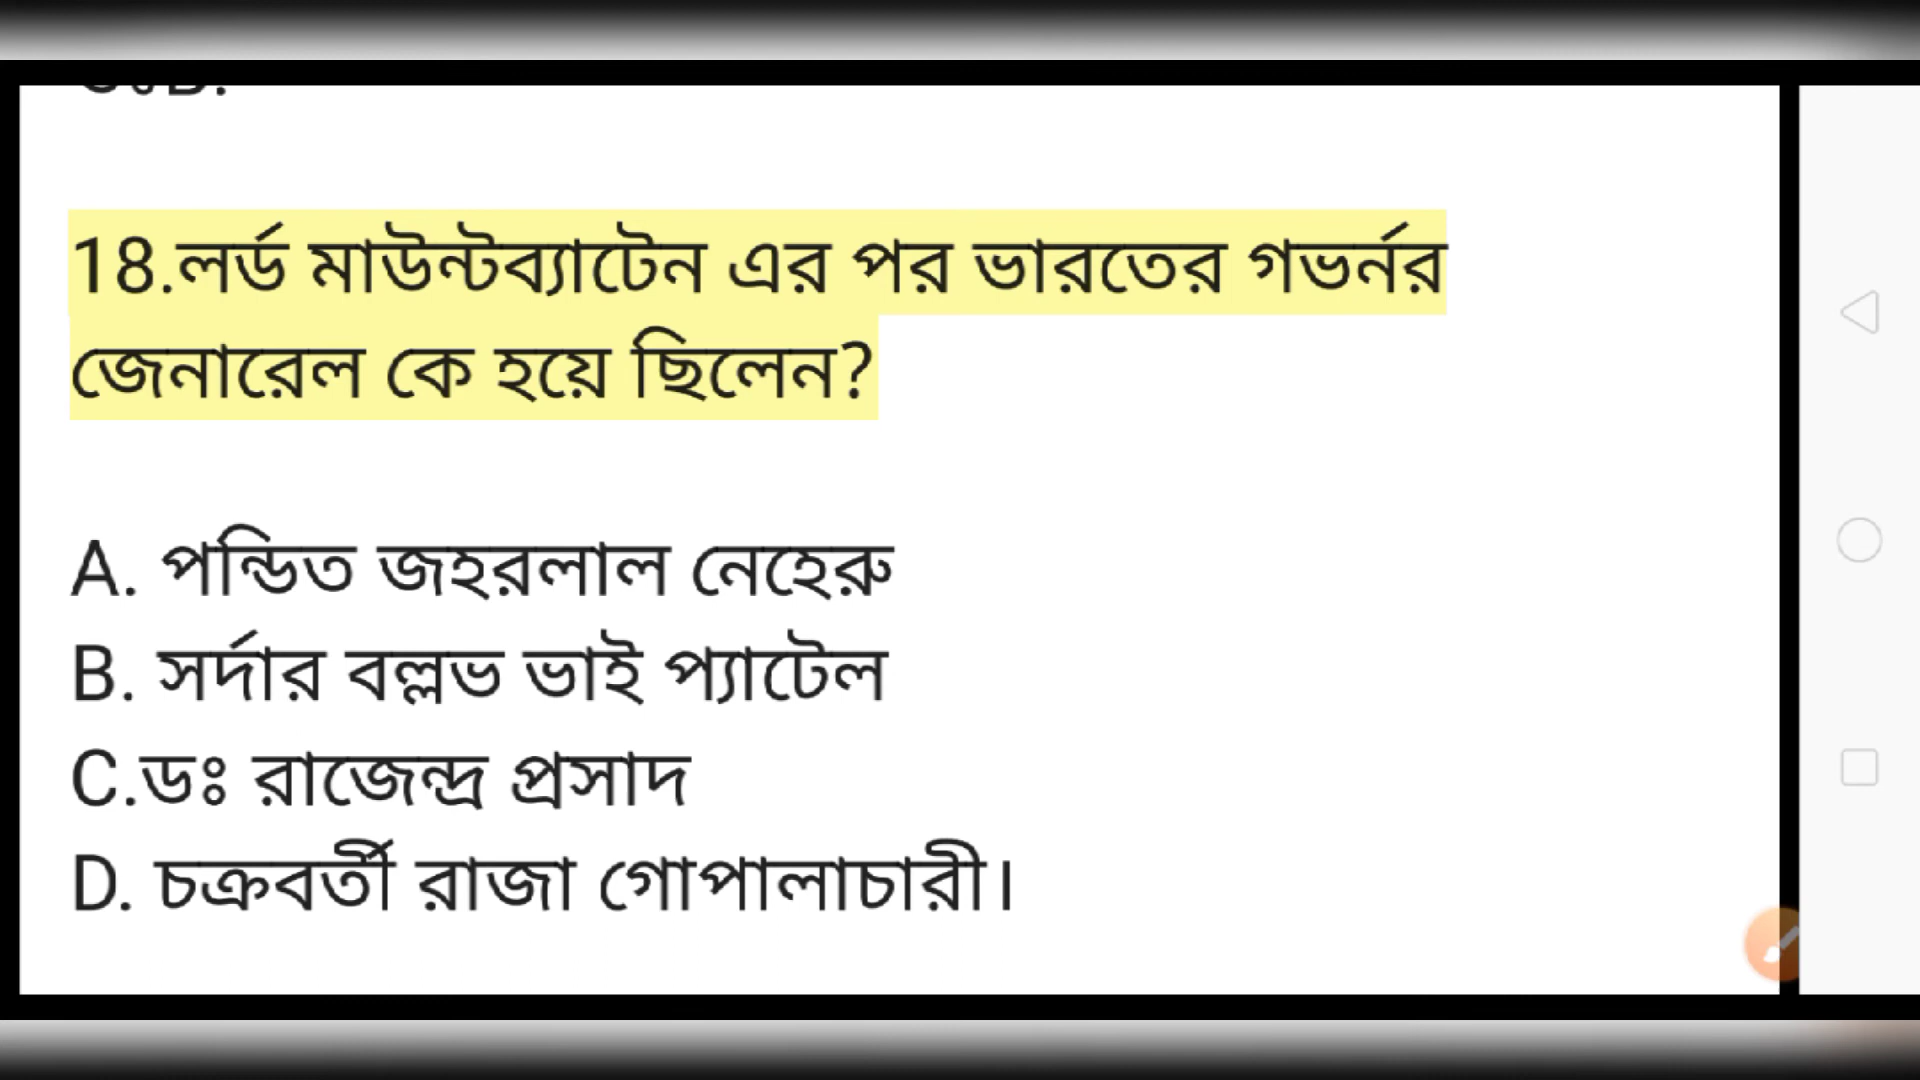 18.লর্ড মাউন্টব্যাটেন এর পর ভারতের গভর্নর
জেনারেল কে হয়ে ছিলেন?
A. পন্ডিত জহরলাল নেহেরু
B. সর্দার বল্লভ ভাই প্যাটেল
C.ডঃ রাজেন্দ্র প্রসাদ
D. চক্রবর্তী রাজা গোপালাচারী।